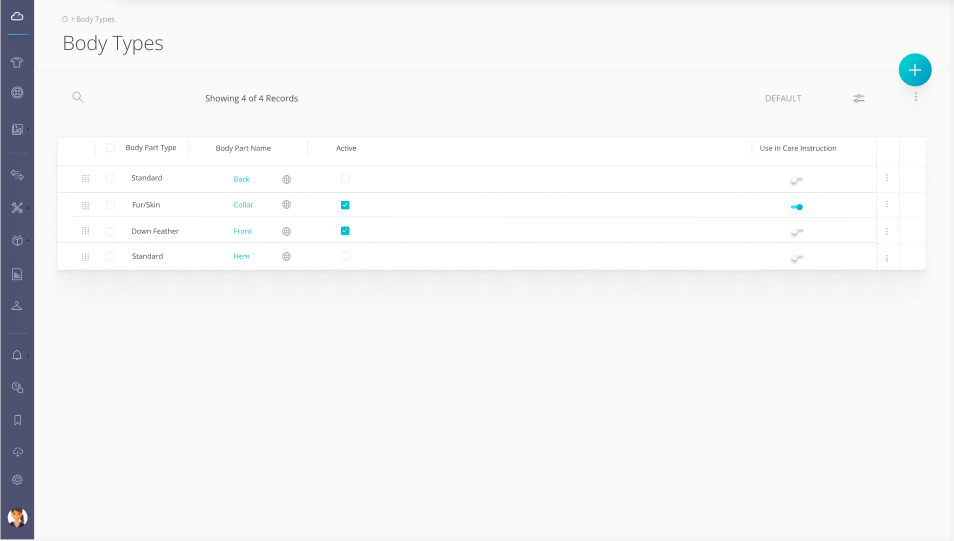 › Body Types
Body Types
Showing 4 of 4 Records
DEFAULT
Body Part Type Body Part Name Active Use in Care Instruction
Standard Back
Fur/Skin Collar
Down Feather Front
Standard Hem